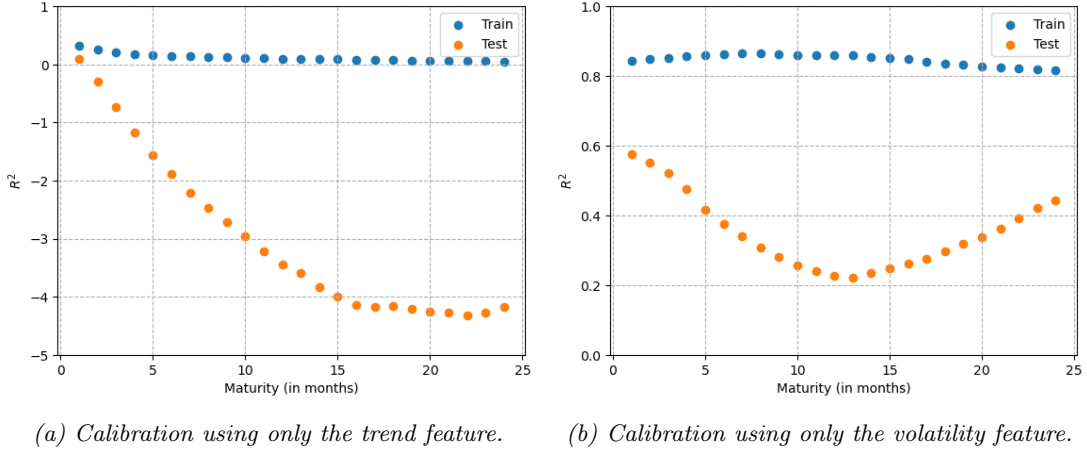 1
0
−1
−2
−3
−4
−5
R²
0
5
10
15
20
25
Maturity (in months)
Train
Test
(a) Calibration using only the trend feature.
1.0
0.8
0.6
0.4
0.2
0.0
R²
0
5
10
15
20
25
Maturity (in months)
Train
Test
(b) Calibration using only the volatility feature.